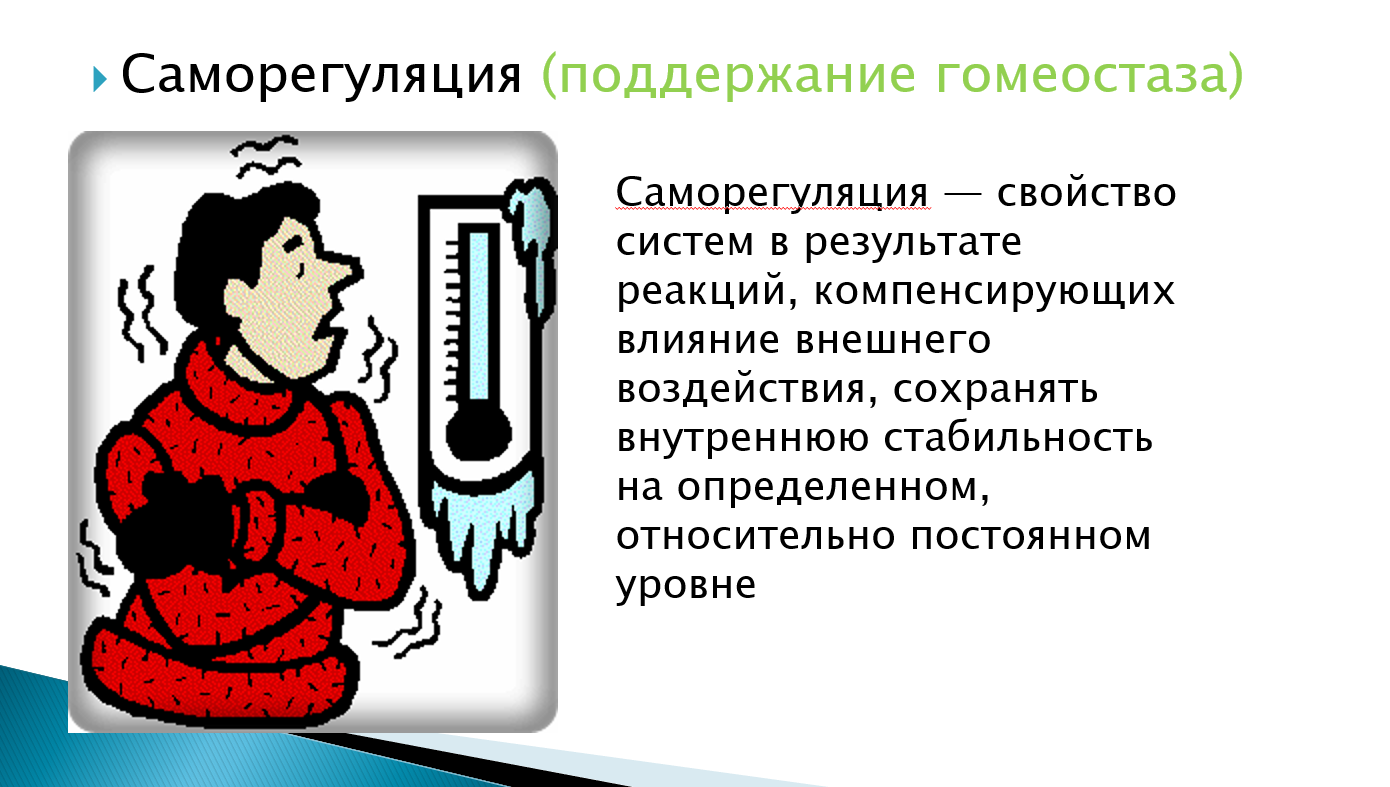 Саморегуляция (поддержание гомеостаза)
Саморегуляция — свойство
систем в результате
реакций, компенсирующих
влияние внешнего
воздействия, сохранять
внутреннюю стабильность
на определенном,
относительно постоянном
уровне